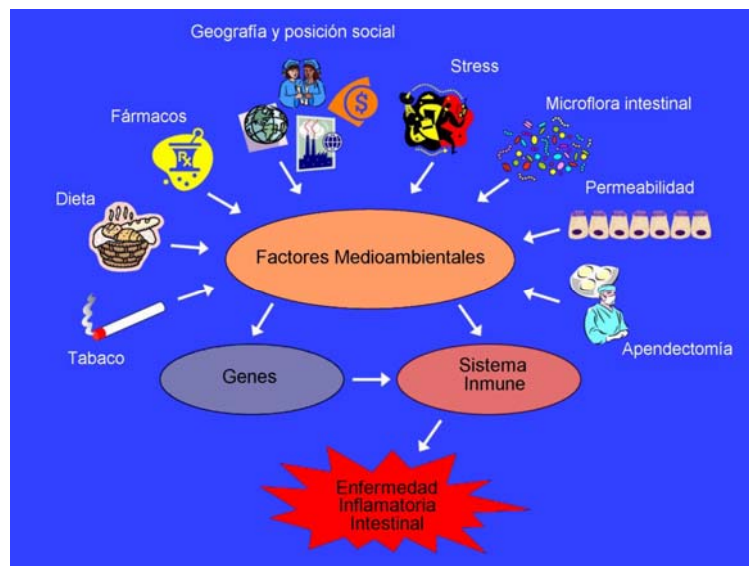 Geografía y posición social
Stress
Microflora intestinal
Fármacos
Rx
$
Permeabilidad
Dieta
Factores Medioambientales
Tabaco
Apendectomía
Genes
Sistema
Inmune
Enfermedad
Inflamatoria
Intestinal